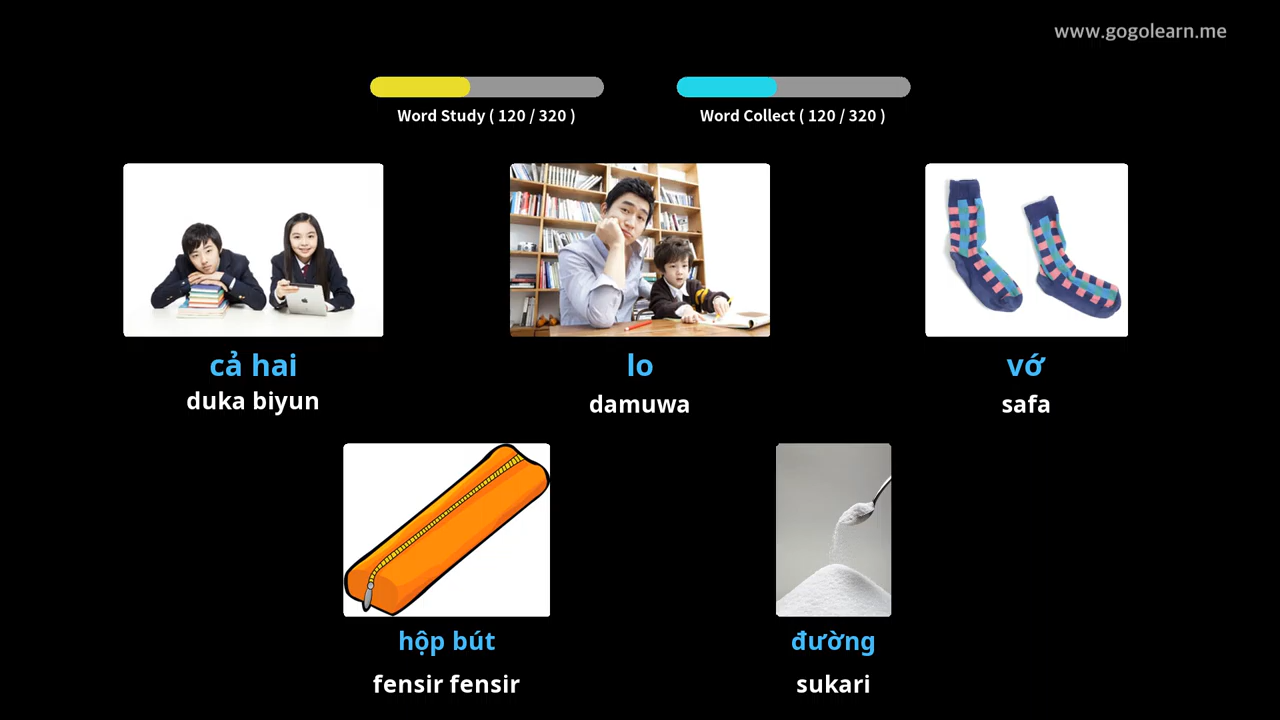 www.gogolearn.me
Word Study ( 120 / 320 )
Word Collect ( 120 / 320 )
cả hai
duka biyun
lo
damuwa
vớ
safa
hộp bút
fensir fensir
đường
sukari